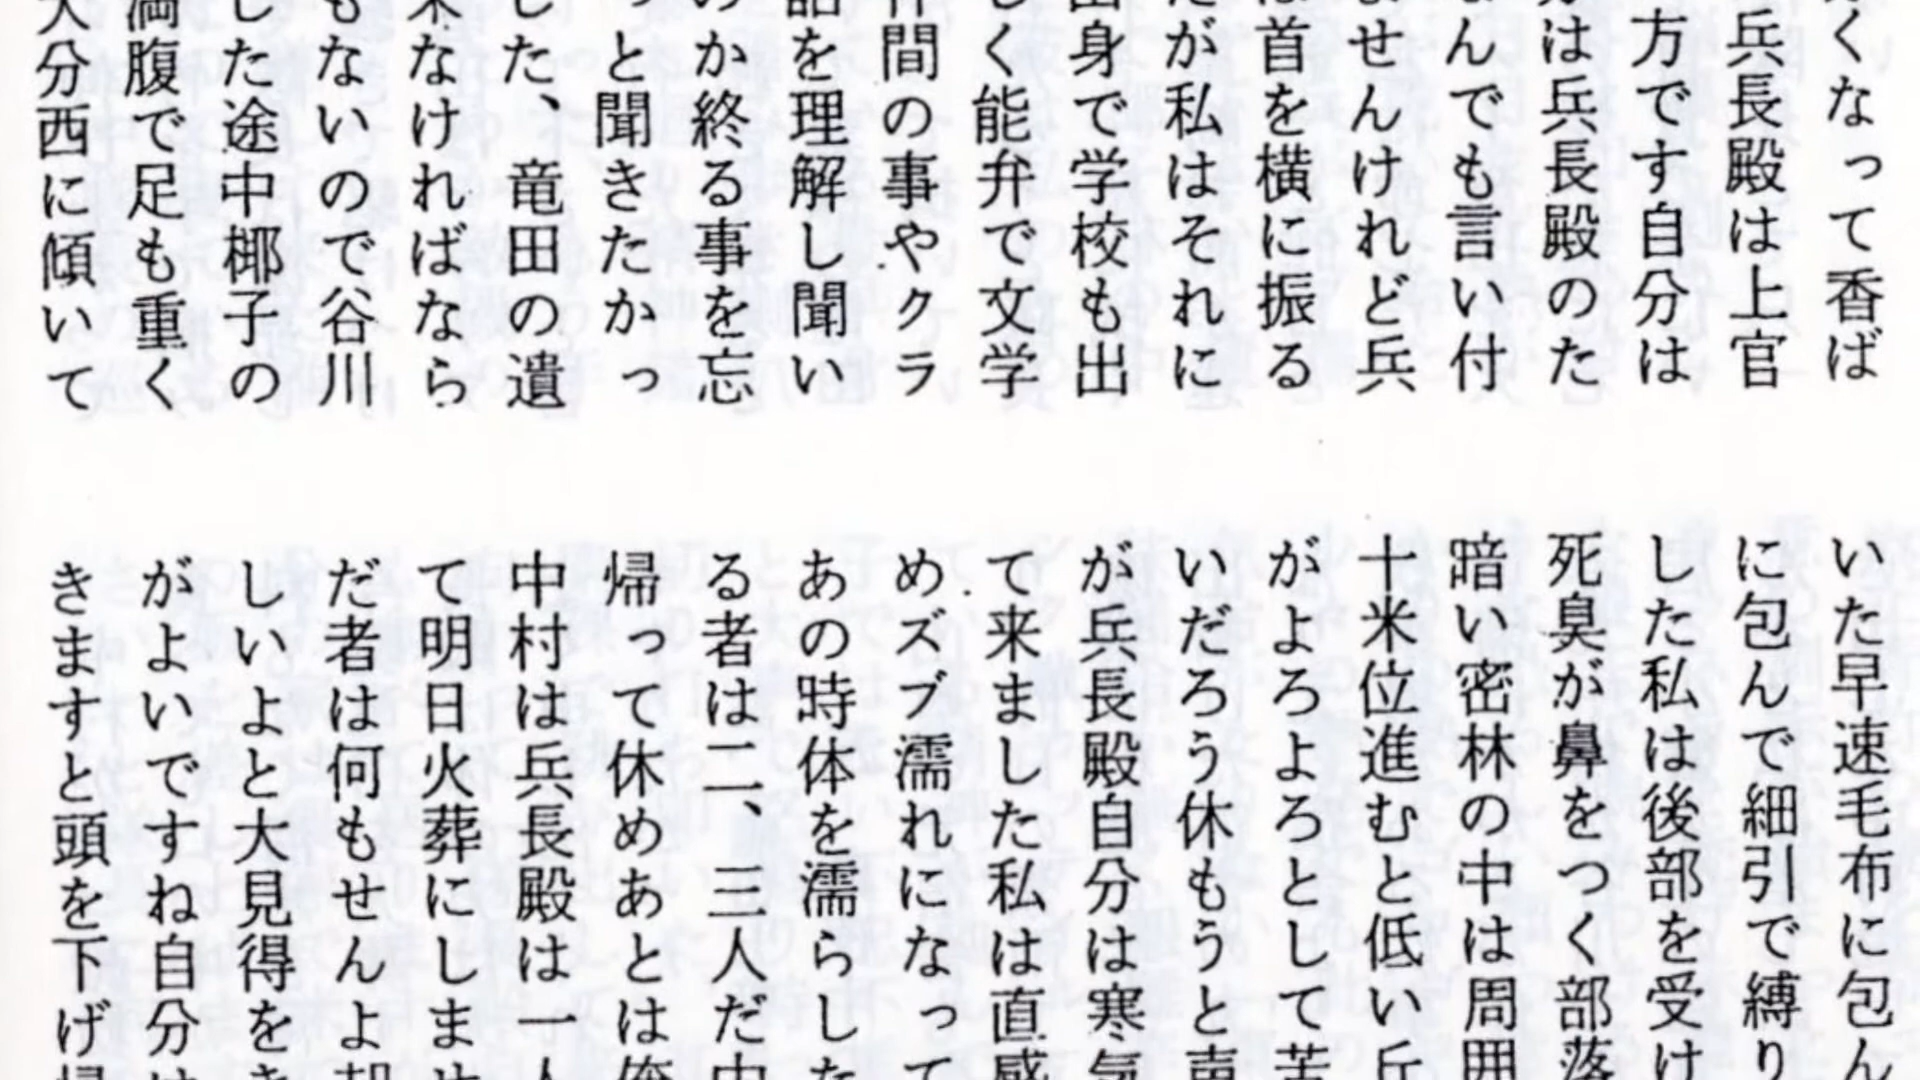 くなって香ば
兵長殿は上官
方です自分は
は兵長殿のた
んでも言い付
せんけれど兵
首を横に振る
が私はそれに
身で学校も出
く能弁で文学
間の事やクラ
を理解し聞い
か終る事を忘
と聞きたかっ
した、竜田の遺
なければなら
ないので谷川
した途中椰子の
満腹で足も重く
大分西に傾いて
いた早速毛布に包ん
に包んで細引で縛り
した私は後部を受け
死臭が鼻をつく部落
暗い密林の中は周囲
十米位進むと低い丘
がよろよろとして苦
いだろう休もうと声
が兵長殿自分は寒気
て来ました私は直感
めズブ濡れになって
あの時体を濡らした
る者は二、三人だ中
帰って休めあとは俺
中村は兵長殿は一人
て明日火葬にしませ
だ者は何もせんよ却
しいよと大見得をき
がよいですね自分は
きますと頭を下げ帰